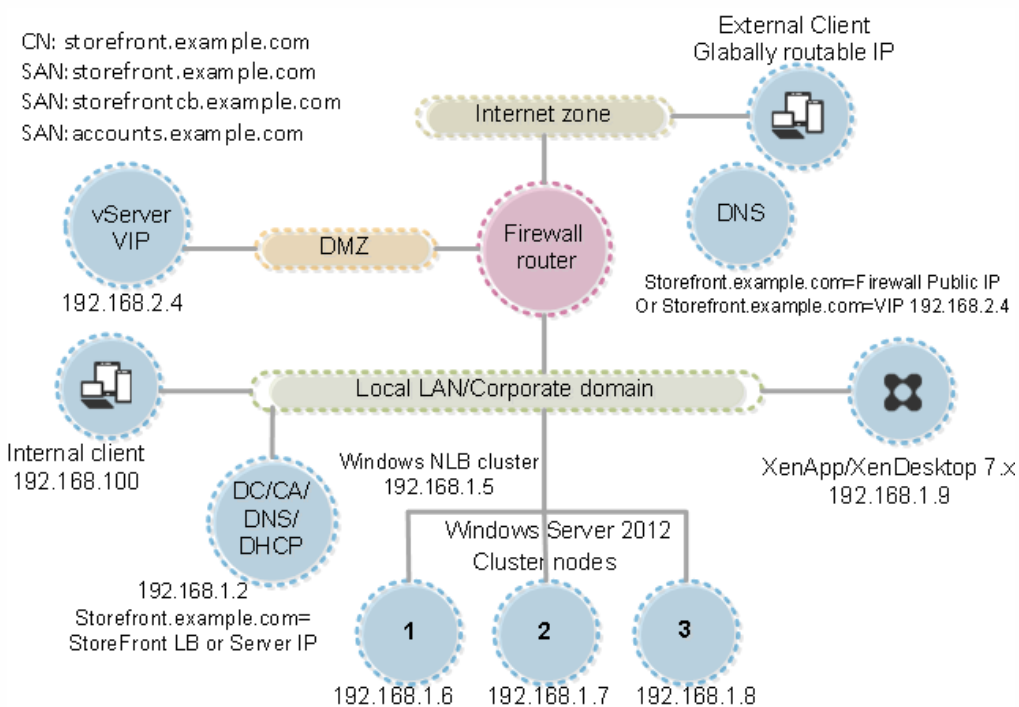 CN: storefront.example.com
SAN: storefront.example.com
SAN: storefrontcb.example.com
SAN: accounts.example.com
External Client
Glabally routable IP
Internet zone
vServer
VIP
192.168.2.4
DMZ
Firewall
router
DNS
Storefront.example.com=Firewall Public IP
Or Storefront.example.com=VIP 192.168.2.4
Local LAN/Corporate domain
Internal client
192.168.100
DC/CA/
DNS/
DHCP
192.168.1.2
Storefront.example.com=
StoreFront LB or Server IP
Windows NLB cluster
192.168.1.5
XenApp/XenDesktop 7.x
192.168.1.9
Windows Server 2012
Cluster nodes
1
2
3
192.168.1.6
192.168.1.7
192.168.1.8